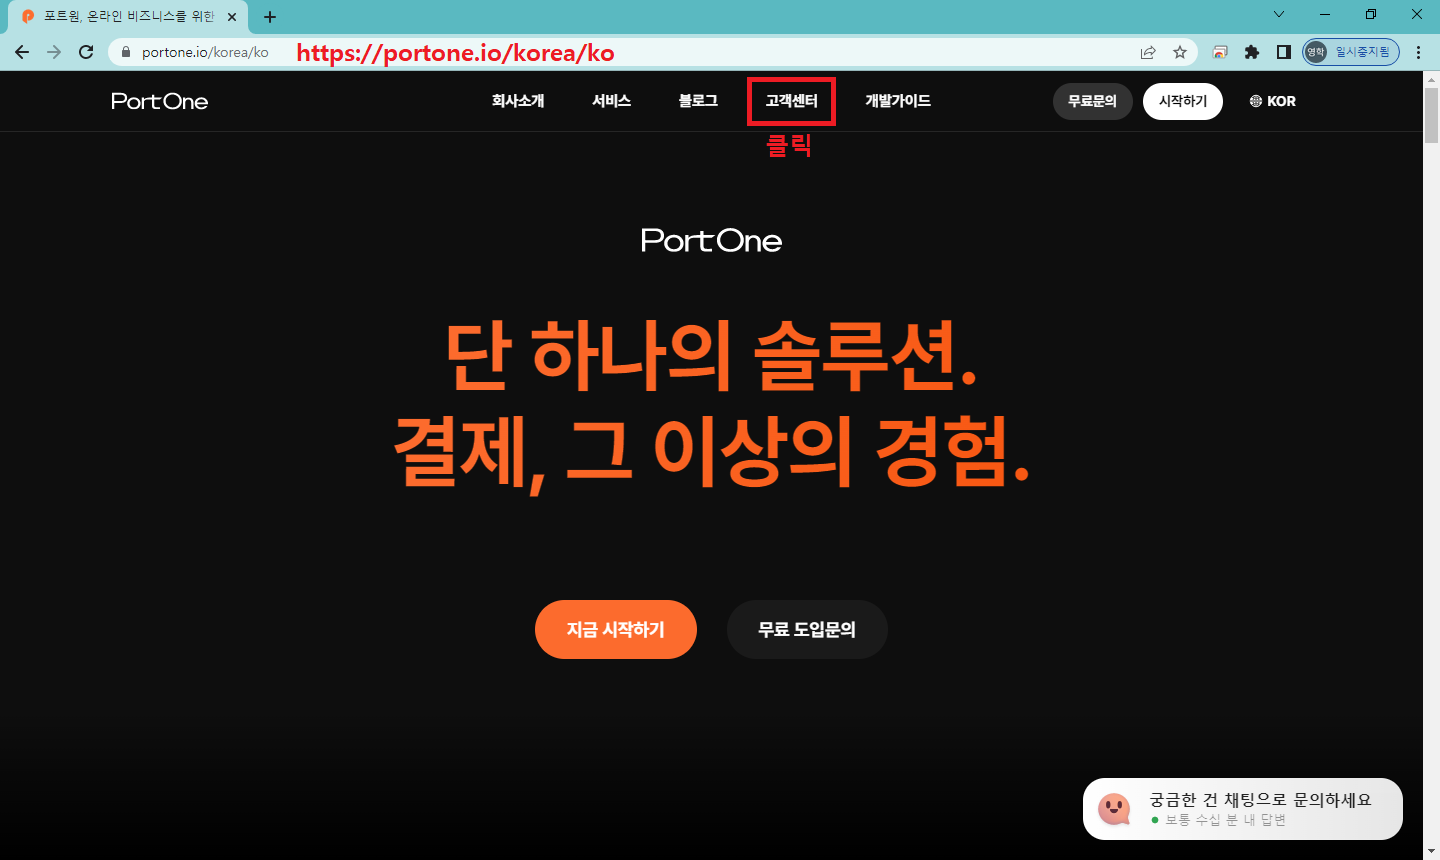 포트원, 온라인 비즈니스를 위한
portone.io/korea/ko
https://portone.io/korea/ko
영학
일시중지됨
PortOne
회사소개
서비스
블로그
고객센터
개발가이드
무료문의
시작하기
KOR
클릭
PortOne
단 하나의 솔루션.
결제, 그 이상의 경험.
지금 시작하기
무료 도입문의
궁금한 건 채팅으로 문의하세요
보통 수십 분 내 답변